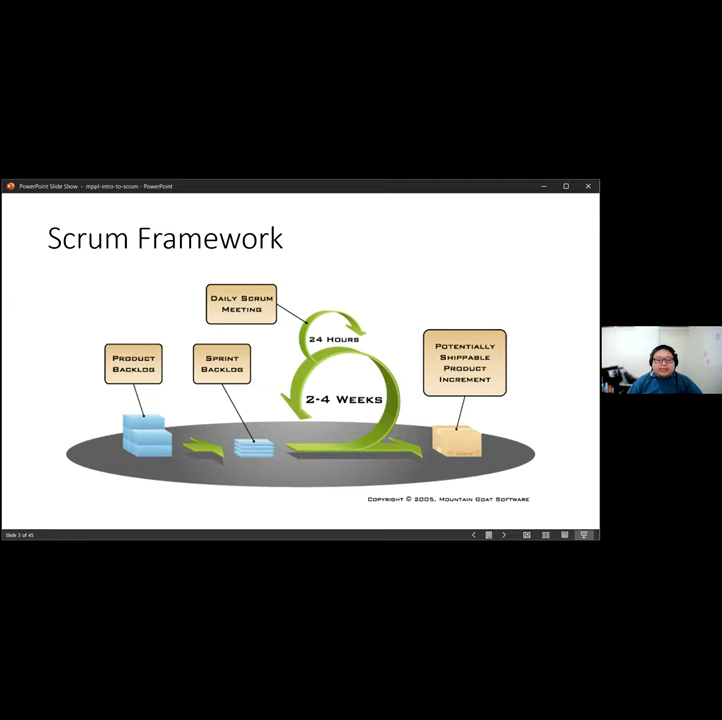 PowerPoint Slide Show - mppl-intro-to-scrum - PowerPoint
Scrum Framework
DAILY SCRUM
MEETING
24 HOURS
PRODUCT
BACKLOG
SPRINT
BACKLOG
POTENTIALLY
SHIPPABLE
PRODUCT
INCREMENT
2-4 WEEKS
COPYRIGHT © 2005, MOUNTAIN GOAT SOFTWARE
Slide 3 of 45